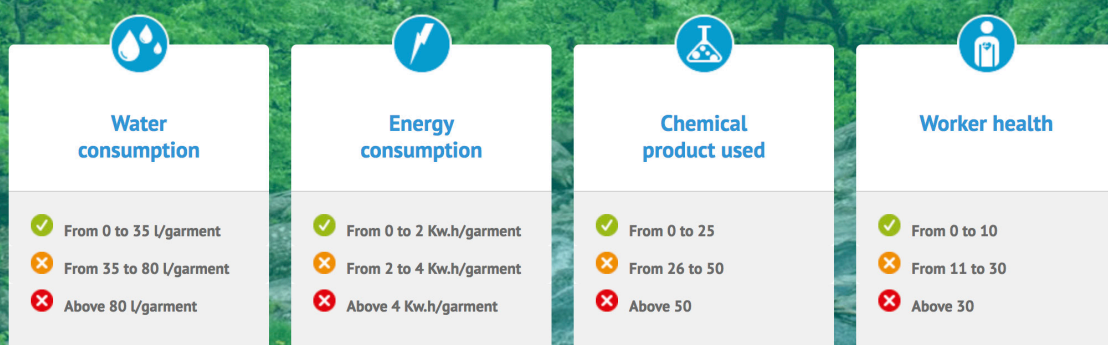 Water
consumption
From 0 to 35 l/garment
From 35 to 80 l/garment
Above 80 l/garment
Energy
consumption
From 0 to 2 Kw.h/garment
From 2 to 4 Kw.h/garment
Above 4 Kw.h/garment
Chemical
product used
From 0 to 25
From 26 to 50
Above 50
Worker health
From 0 to 10
From 11 to 30
Above 30